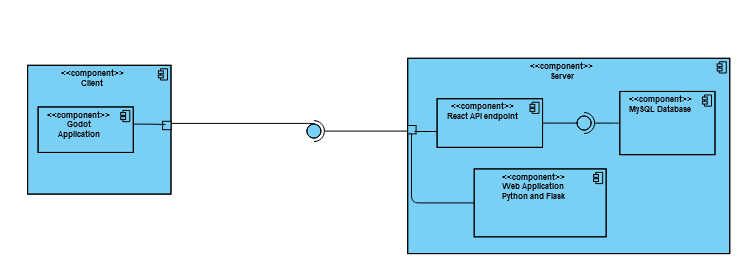 <<component>>
Client
<<component>>
Godot
Application
<<component>>
Server
<<component>>
React API endpoint
<<component>>
MySQL Database
<<component>>
Web Application
Python and Flask